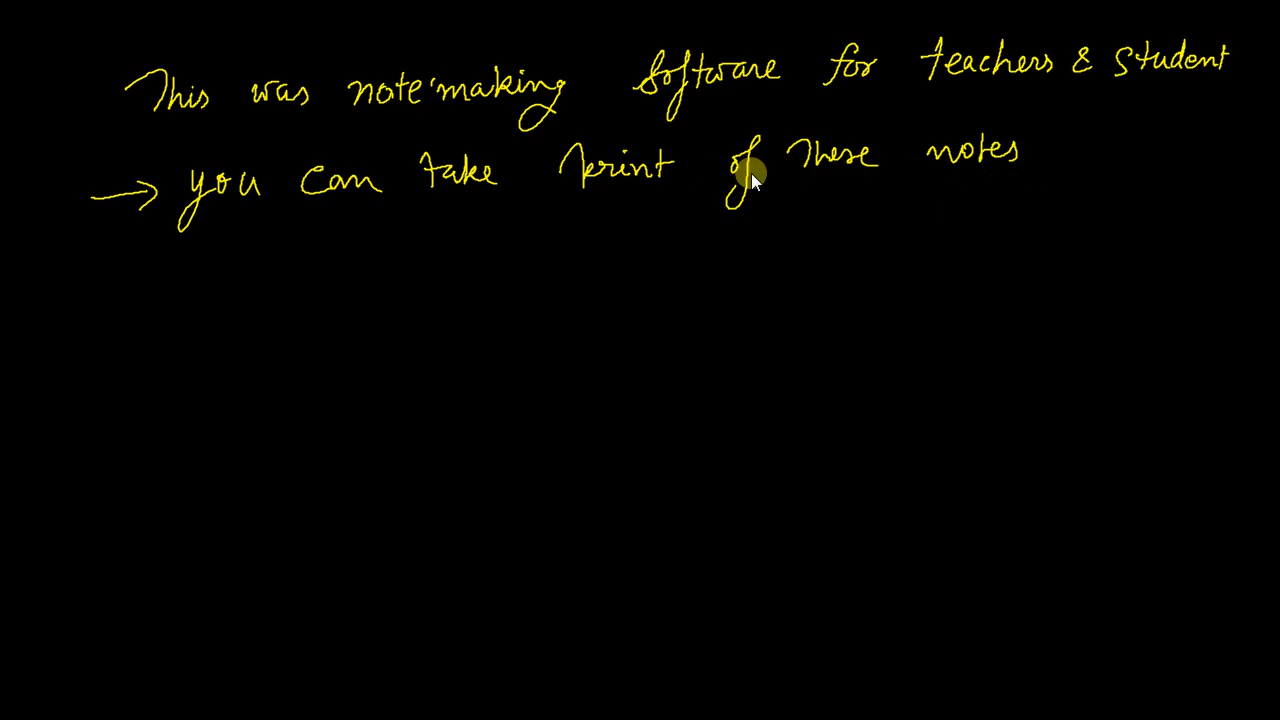 This was note making Software for teachers & Student
→ you can take print of these notes